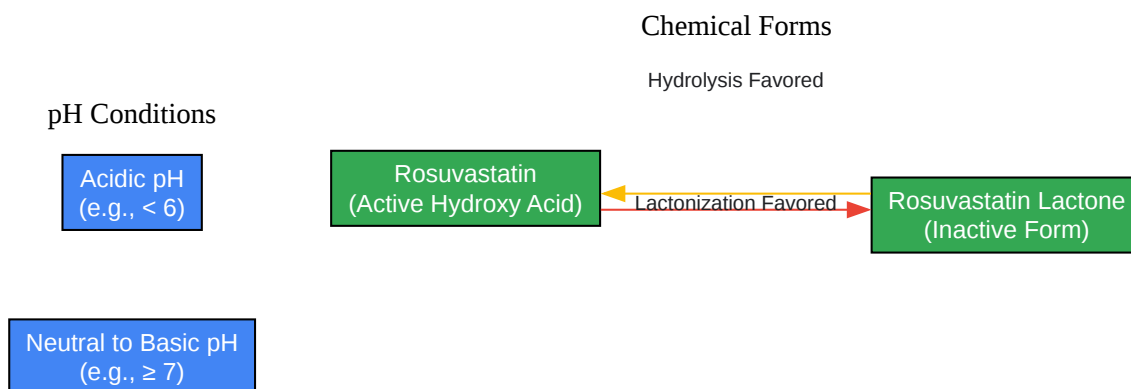 Chemical Forms
Hydrolysis Favored
pH Conditions
Acidic pH
(e.g., < 6)
Rosuvastatin
(Active Hydroxy Acid)
Lactonization Favored
Rosuvastatin Lactone
(Inactive Form)
Neutral to Basic pH
(e.g., ≥ 7)